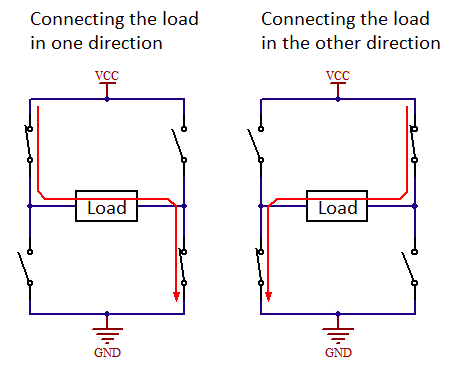 Connecting the load
in one direction
Connecting the load
in the other direction
VCC
VCC
Load
Load
GND
GND